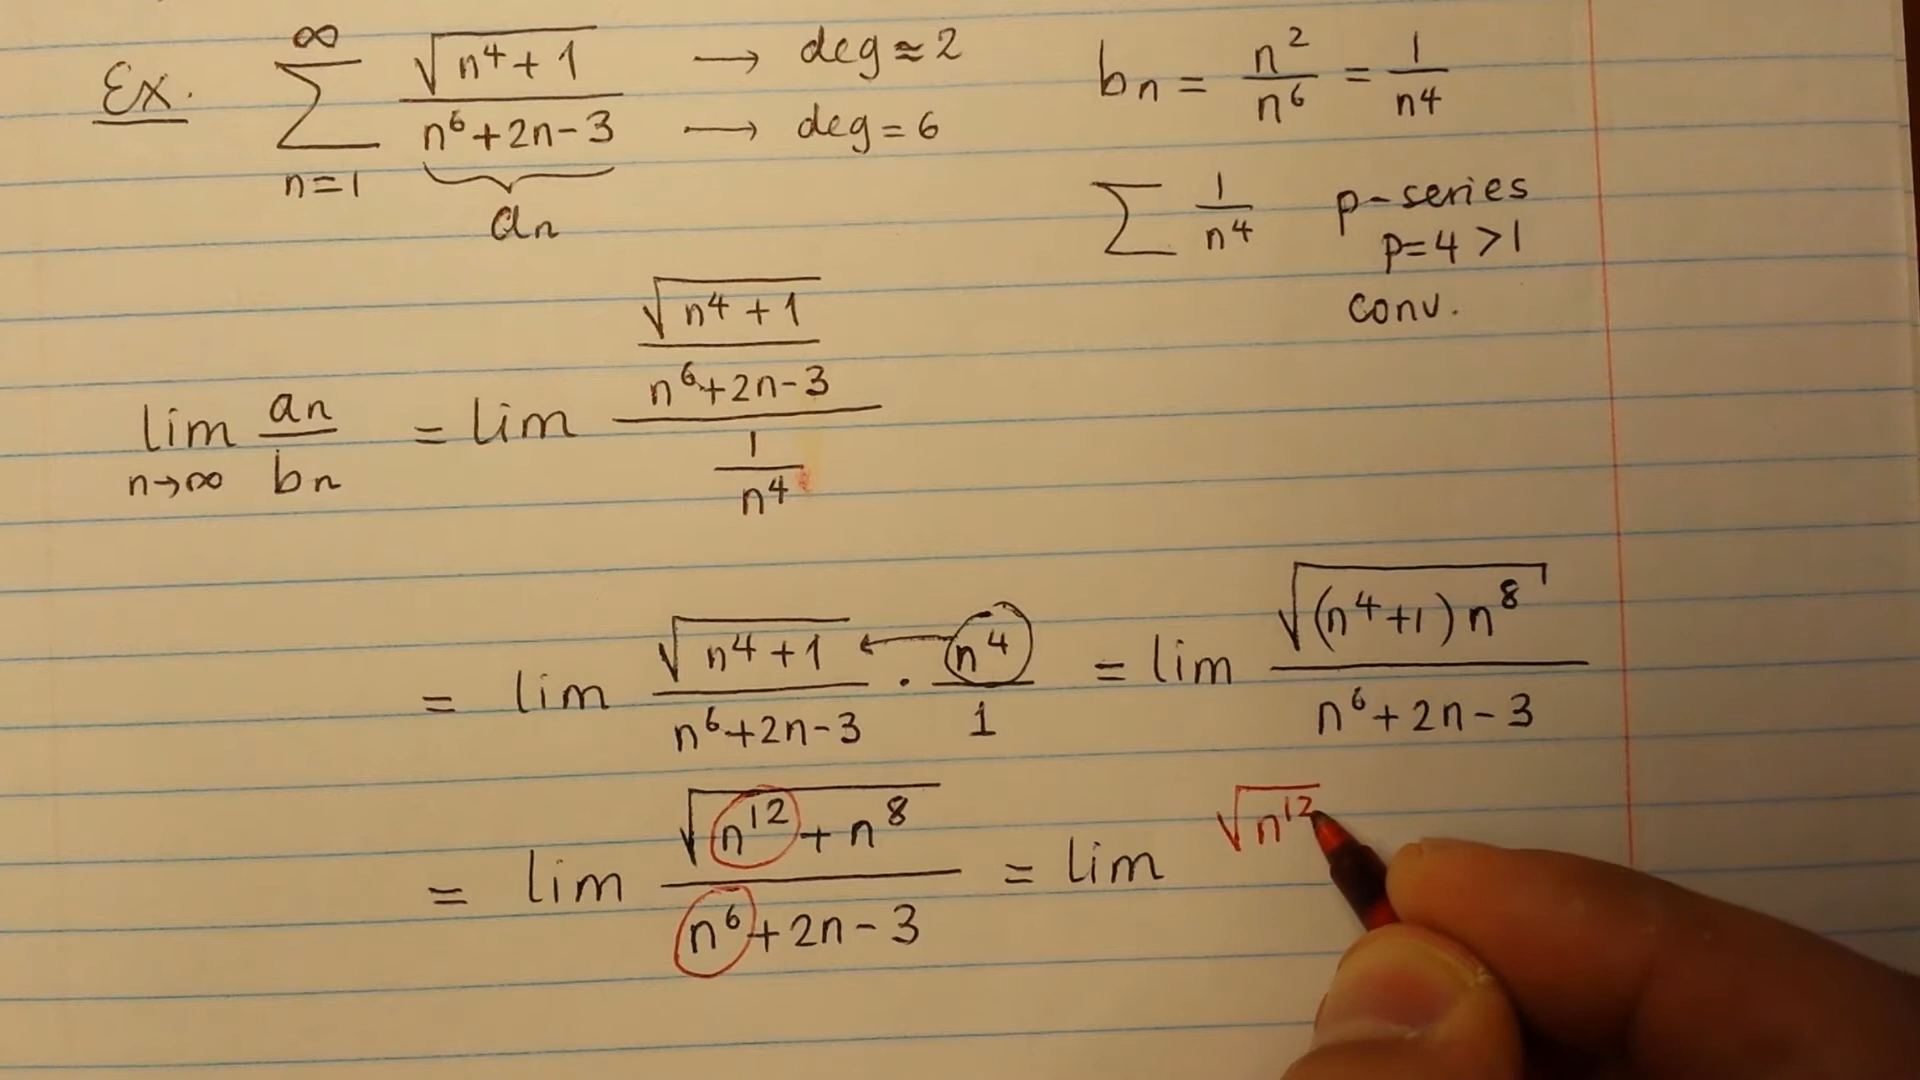 Ex. ∞ ∑ n=1 √(n⁴+1) / (n⁶+2n-3) → deg ≈ 2 → deg = 6
an
bn = n²/n⁶ = 1/n⁴
∑ 1/n⁴ p-series
p=4>1
conv.
lim n→∞ an/bn = lim (√(n⁴+1) / (n⁶+2n-3)) / (1/n⁴)
= lim √(n⁴+1) / (n⁶+2n-3) · n⁴/1 = lim √((n⁴+1)n⁸) / (n⁶+2n-3)
= lim √(n¹²+n⁸) / (n⁶+2n-3) = lim √n¹²